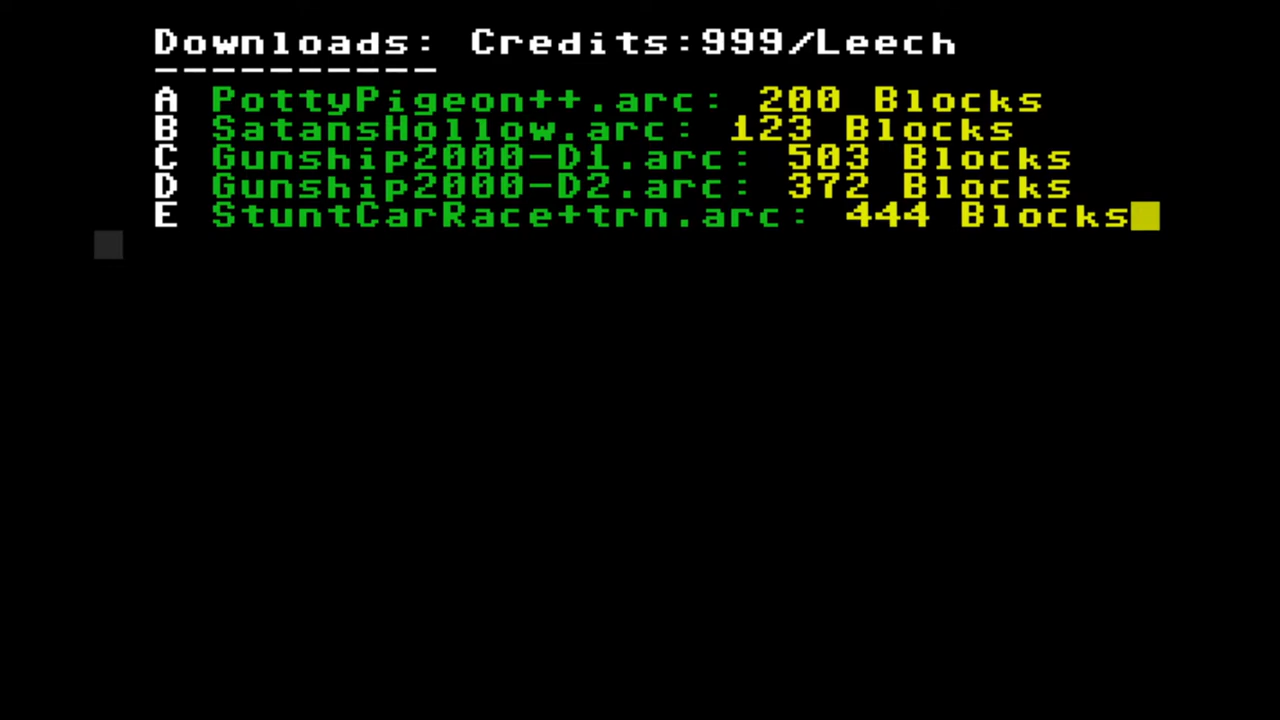 Downloads: Credits:999/Leech
----------
A PottyPigeon++.arc: 200 Blocks
B SatansHollow.arc: 123 Blocks
C Gunship2000-D1.arc: 503 Blocks
D Gunship2000-D2.arc: 372 Blocks
E StuntCarRace+trn.arc: 444 Blocks